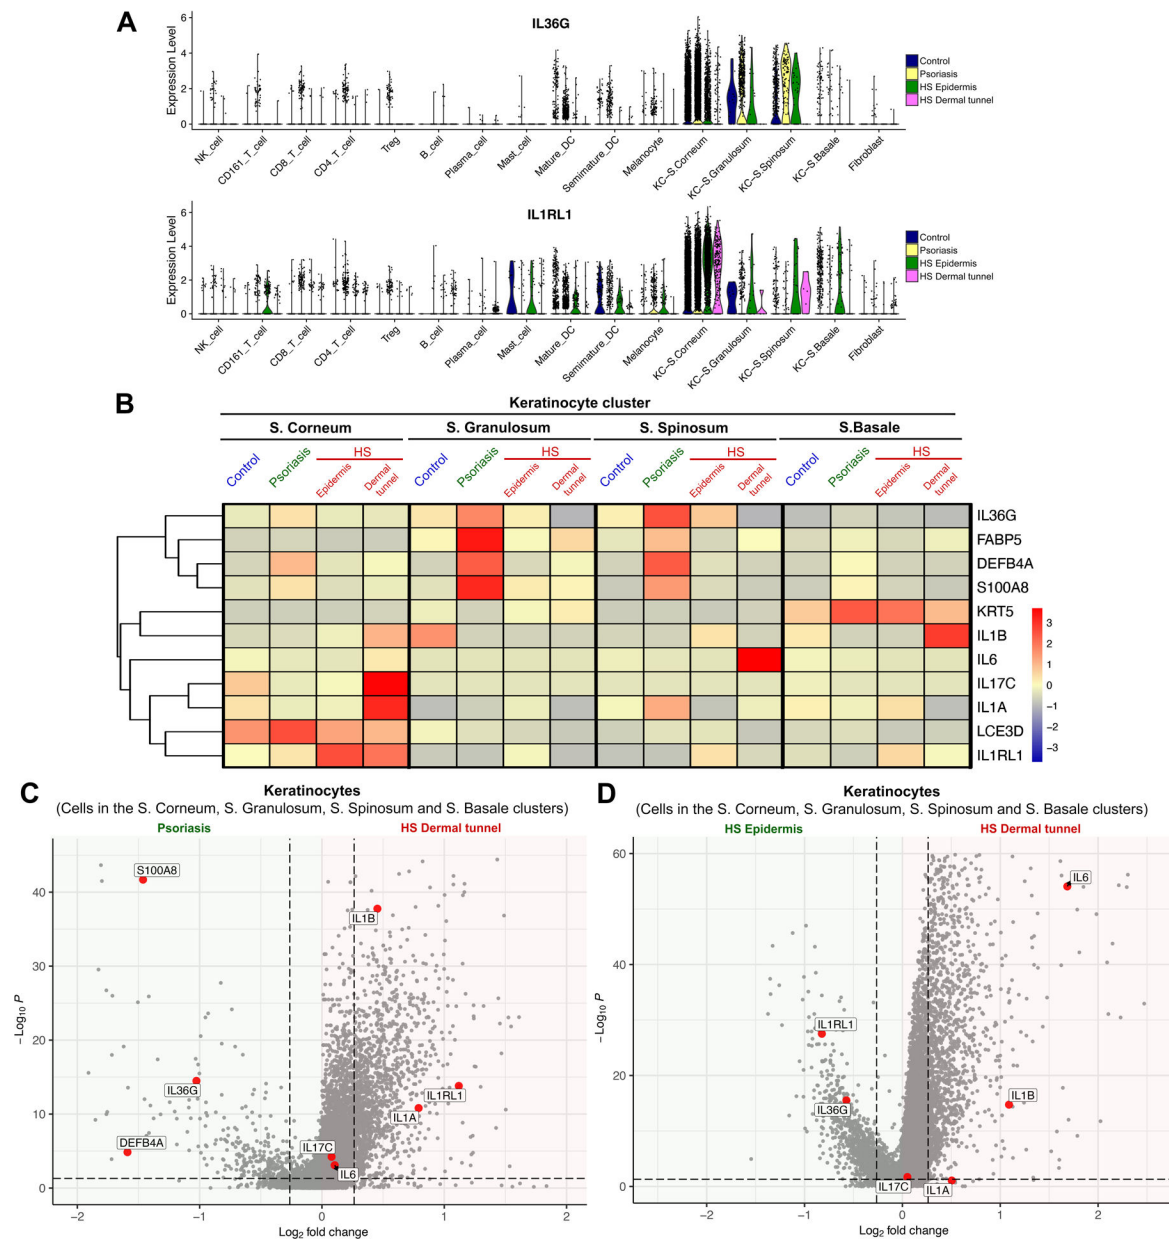 A
IL36G
Expression Level
6
4
2
0
Control
Psoriasis
HS Epidermis
HS Dermal tunnel
NK_cell
CD161_T_cell
CD8_T_cell
CD4_T_cell
Treg
B_cell
Plasma_cell
Mast_cell
Mature_DC
Semimature_DC
Melanocyte
KC-S.Corneum
KC-S.Granulosum
KC-S.Spinosum
KC-S.Basale
Fibroblast
IL1RL1
Expression Level
6
4
2
0
Control
Psoriasis
HS Epidermis
HS Dermal tunnel
NK_cell
CD161_T_cell
CD8_T_cell
CD4_T_cell
Treg
B_cell
Plasma_cell
Mast_cell
Mature_DC
Semimature_DC
Melanocyte
KC-S.Corneum
KC-S.Granulosum
KC-S.Spinosum
KC-S.Basale
Fibroblast
B
Keratinocyte cluster
S. Corneum S. Granulosum S. Spinosum S.Basale
Control Psoriasis HS Epidermis Dermal tunnel
Control Psoriasis HS Epidermis Dermal tunnel
Control Psoriasis HS Epidermis Dermal tunnel
Control Psoriasis HS Epidermis Dermal tunnel
IL36G
FABP5
DEFB4A
S100A8
KRT5
IL1B
IL6
IL17C
IL1A
LCE3D
IL1RL1
3
2
1
0
−1
−2
−3
C
Keratinocytes
(Cells in the S. Corneum, S. Granulosum, S. Spinosum and S. Basale clusters)
Psoriasis HS Dermal tunnel
−Log10 P
40
30
20
10
0
S100A8
IL1B
IL36G
IL1RL1
IL1A
DEFB4A
IL17C
IL6
−2 −1 0 1 2
Log2 fold change
D
Keratinocytes
(Cells in the S. Corneum, S. Granulosum, S. Spinosum and S. Basale clusters)
HS Epidermis HS Dermal tunnel
−Log10 P
60
40
20
0
IL6
IL1RL1
IL36G
IL1B
IL17C
IL1A
−2 −1 0 1 2
Log2 fold change